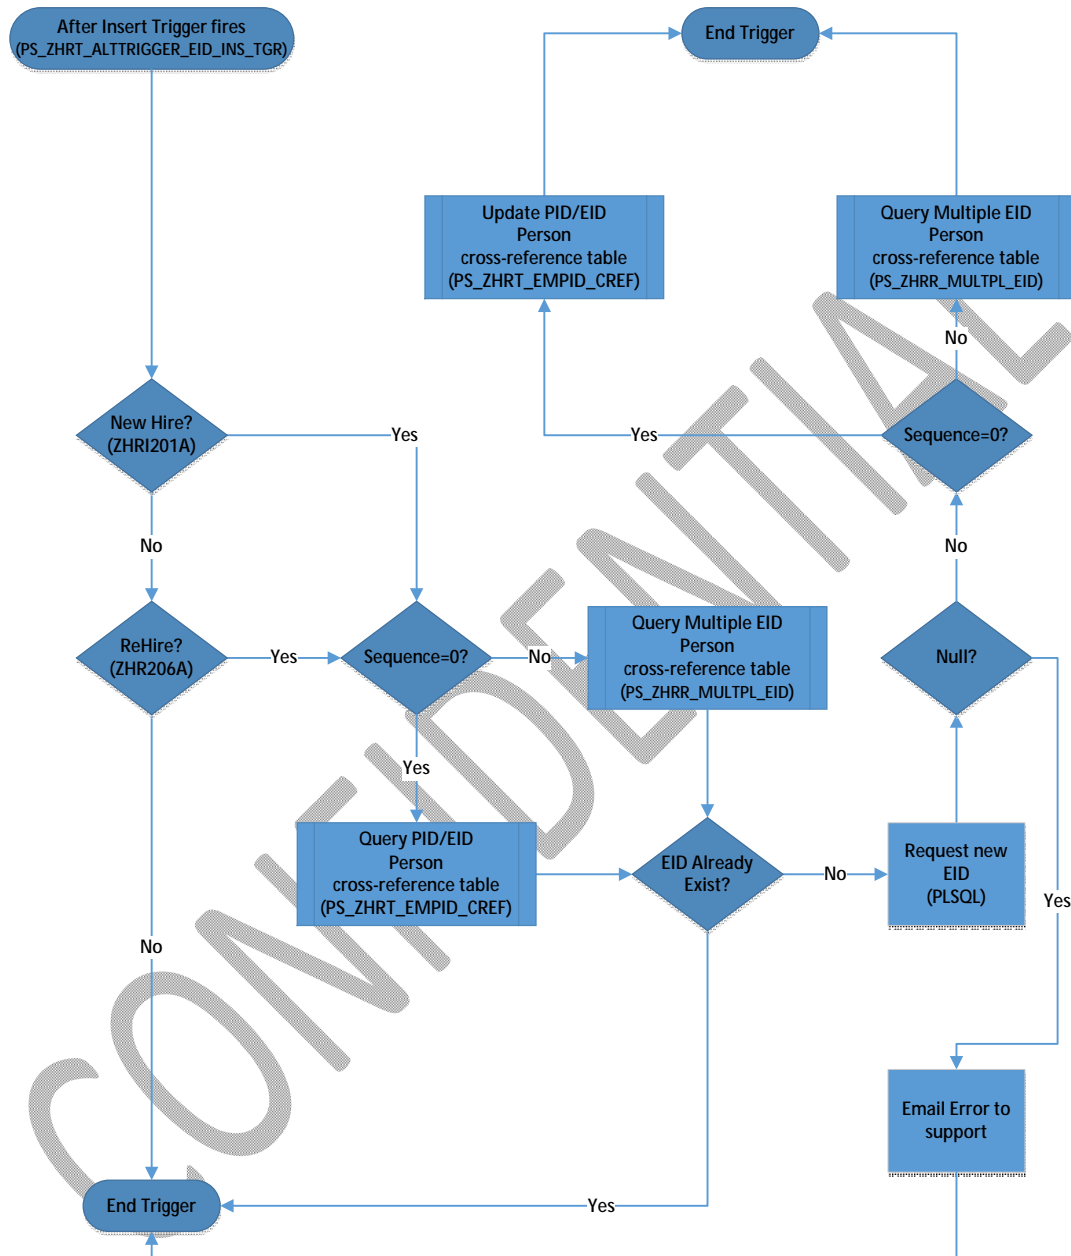 After Insert Trigger fires
(PS_ZHRT_ALTTRIGGER_EID_INS_TGR)
End Trigger
Update PID/EID
Person
cross-reference table
(PS_ZHRT_EMPID_CREF)
Query Multiple EID
Person
cross-reference table
(PS_ZHRR_MULTPL_EID)
No
New Hire?
(ZHRI201A)
Yes
Yes
Sequence=0?
No
No
ReHire?
(ZHR206A)
Yes
Sequence=0?
No
Query Multiple EID
Person
cross-reference table
(PS_ZHRR_MULTPL_EID)
Null?
Yes
Query PID/EID
Person
cross-reference table
(PS_ZHRT_EMPID_CREF)
EID Already
Exist?
No
Request new
EID
(PLSQL)
Yes
No
Email Error to
support
End Trigger
Yes
CONFIDENTIAL